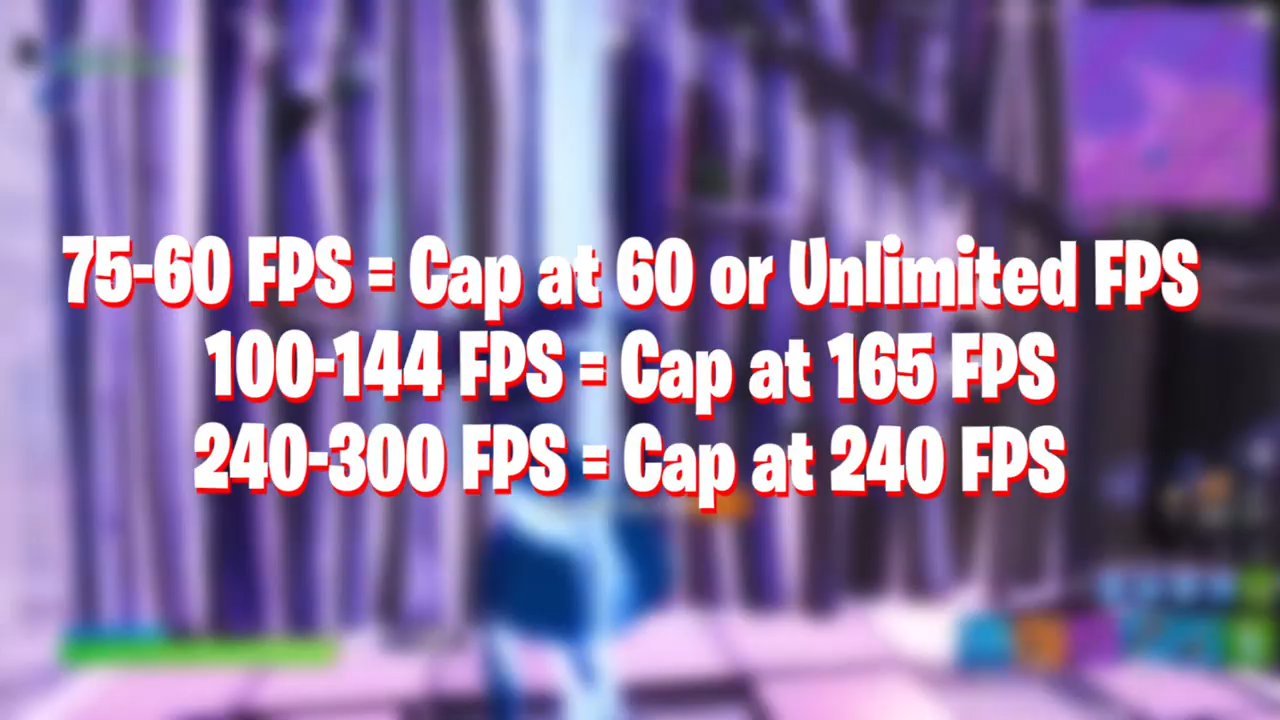 75-60 FPS = Cap at 60 or Unlimited FPS
100-144 FPS = Cap at 165 FPS
240-300 FPS = Cap at 240 FPS